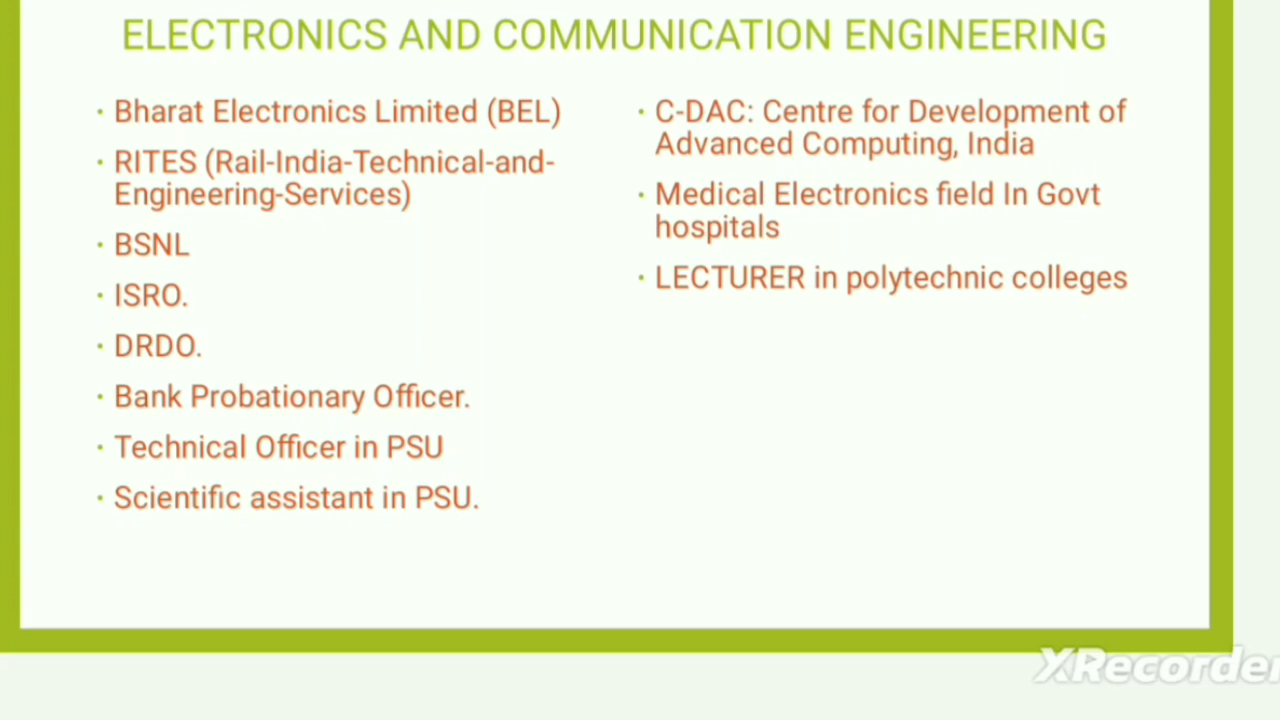 ELECTRONICS AND COMMUNICATION ENGINEERING
• Bharat Electronics Limited (BEL)
• RITES (Rail-India-Technical-and-
Engineering-Services)
• BSNL
• ISRO.
• DRDO.
• Bank Probationary Officer.
• Technical Officer in PSU
• Scientific assistant in PSU.
• C-DAC: Centre for Development of
Advanced Computing, India
• Medical Electronics field In Govt
hospitals
• LECTURER in polytechnic colleges
XRecorder